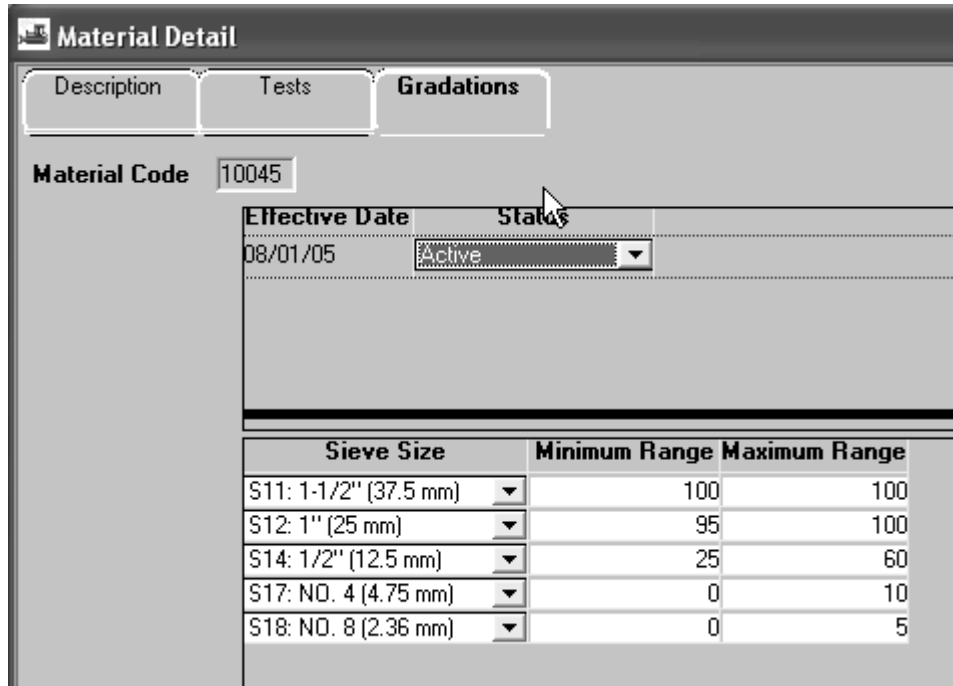 Material Detail
Description Tests Gradations
Material Code 10045
Effective Date Status
08/01/05 Active
Sieve Size Minimum Range Maximum Range
S11: 1-1/2" (37.5 mm) 100 100
S12: 1" (25 mm) 95 100
S14: 1/2" (12.5 mm) 25 60
S17: NO. 4 (4.75 mm) 0 10
S18: NO. 8 (2.36 mm) 0 5